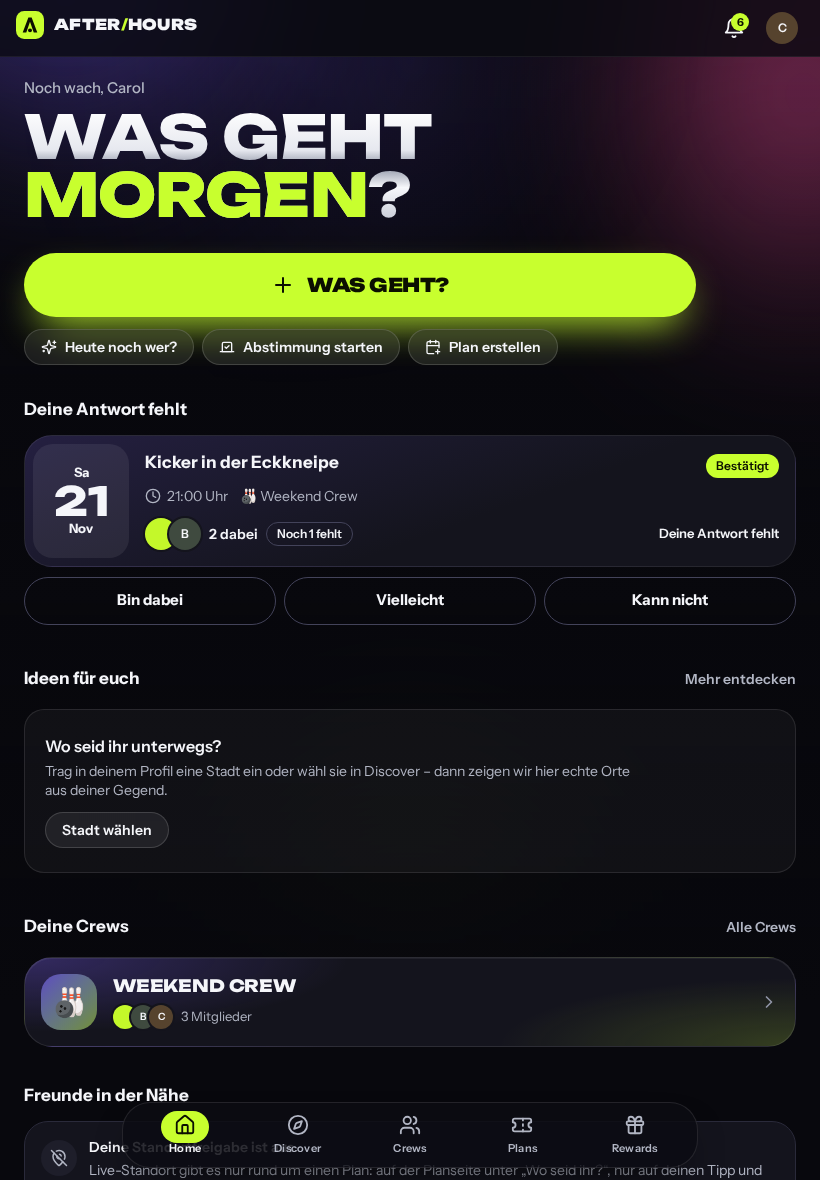 AFTER/HOURS
6
C
Noch wach, Carol
WAS GEHT
MORGEN?
WAS GEHT?
Heute noch wer?
Abstimmung starten
Plan erstellen
Deine Antwort fehlt
Sa
21
Nov
Kicker in der Eckkneipe
Bestätigt
21:00 Uhr
Weekend Crew
B
2 dabei
Noch 1 fehlt
Deine Antwort fehlt
Bin dabei
Vielleicht
Kann nicht
Ideen für euch
Mehr entdecken
Wo seid ihr unterwegs?
Trag in deinem Profil eine Stadt ein oder wähl sie in Discover – dann zeigen wir hier echte Orte
aus deiner Gegend.
Stadt wählen
Deine Crews
Alle Crews
WEEKEND CREW
B
C
3 Mitglieder
Freunde in der Nähe
Deine Standortfreigabe ist
Home
Discover
Crews
Plans
Rewards
Live-Standort gibt es nur rund um einen Plan: auf der Planseite unter „Wo seid ihr?“, nur auf deinen Tipp und